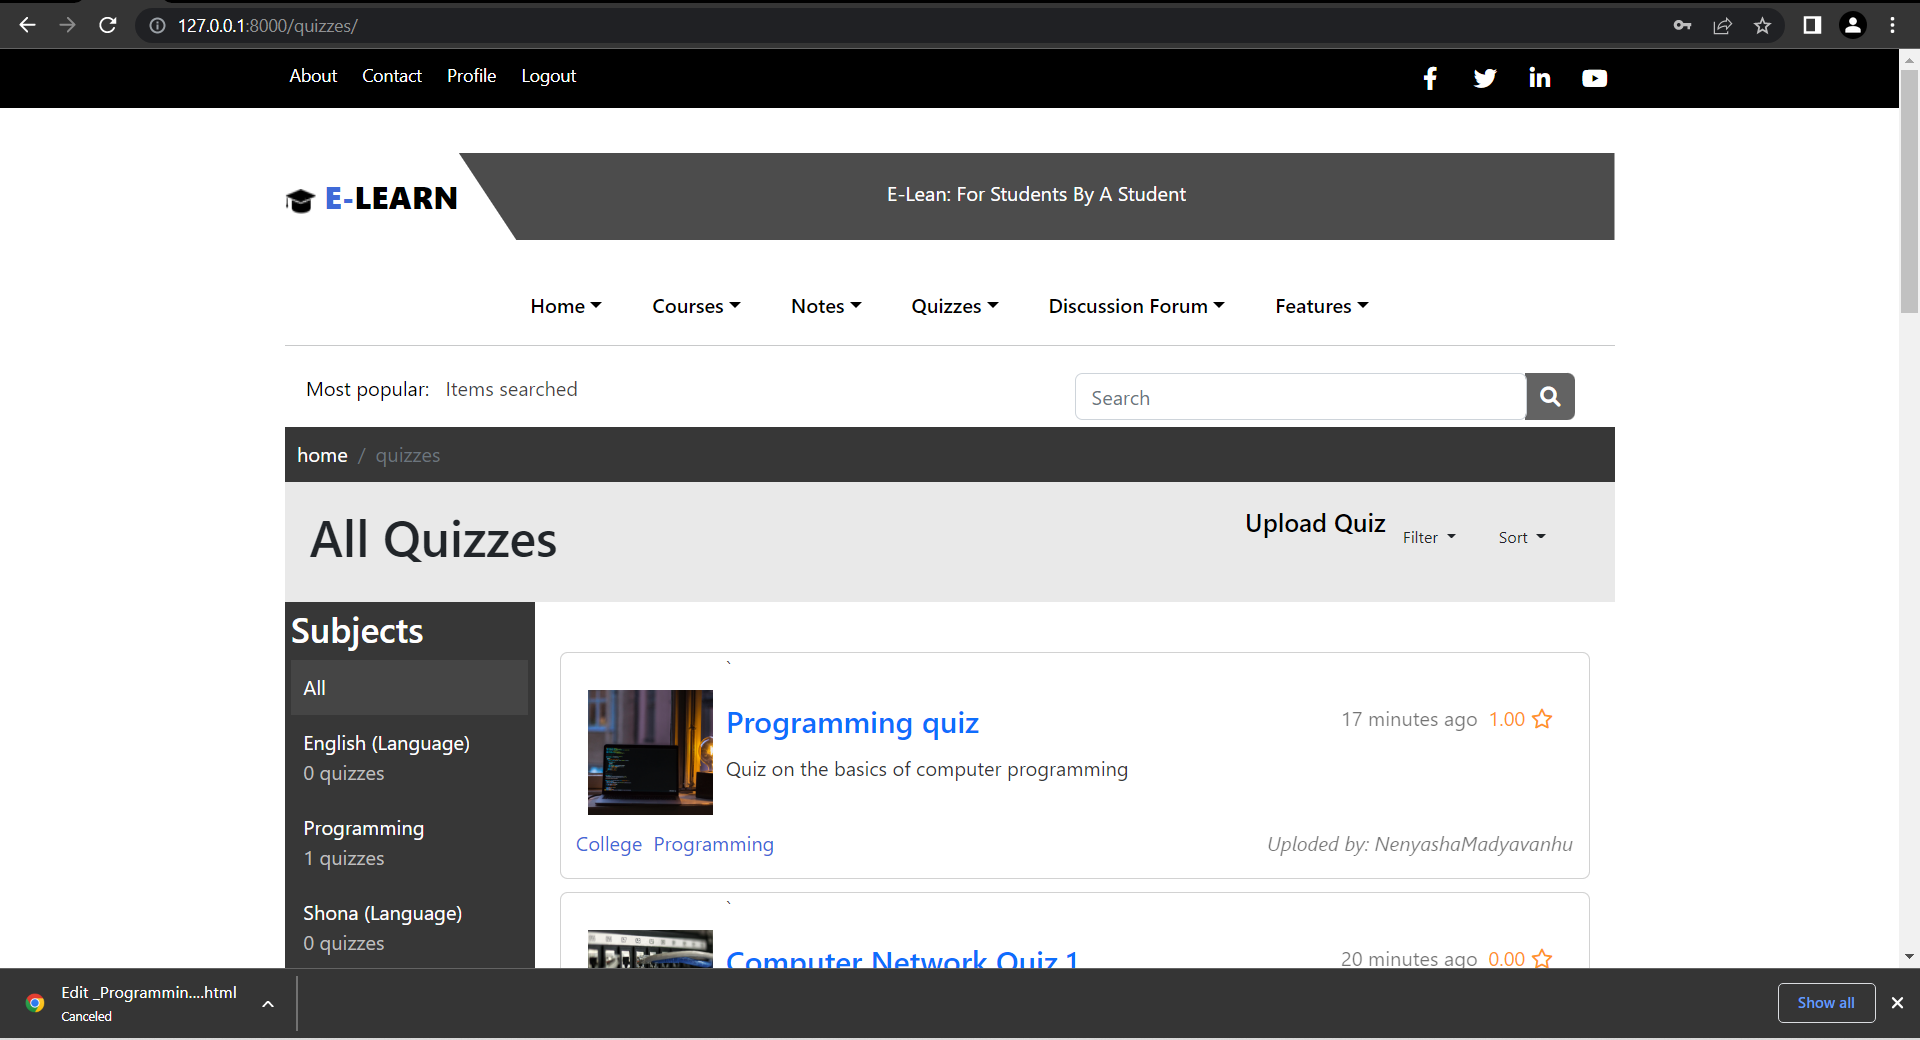 127.0.0.1:8000/quizzes/
About Contact Profile Logout
E-LEARN
E-Lean: For Students By A Student
Home Courses Notes Quizzes Discussion Forum Features
Most popular: Items searched
Search
home / quizzes
All Quizzes
Upload Quiz Filter Sort
Subjects
All
English (Language)
0 quizzes
Programming
1 quizzes
Shona (Language)
0 quizzes
`
Programming quiz
17 minutes ago 1.00
Quiz on the basics of computer programming
College Programming
Uploded by: NenyashaMadyavanhu
`
Computer Network Quiz 1
20 minutes ago 0.00
Edit _Programmin....html
Canceled
Show all